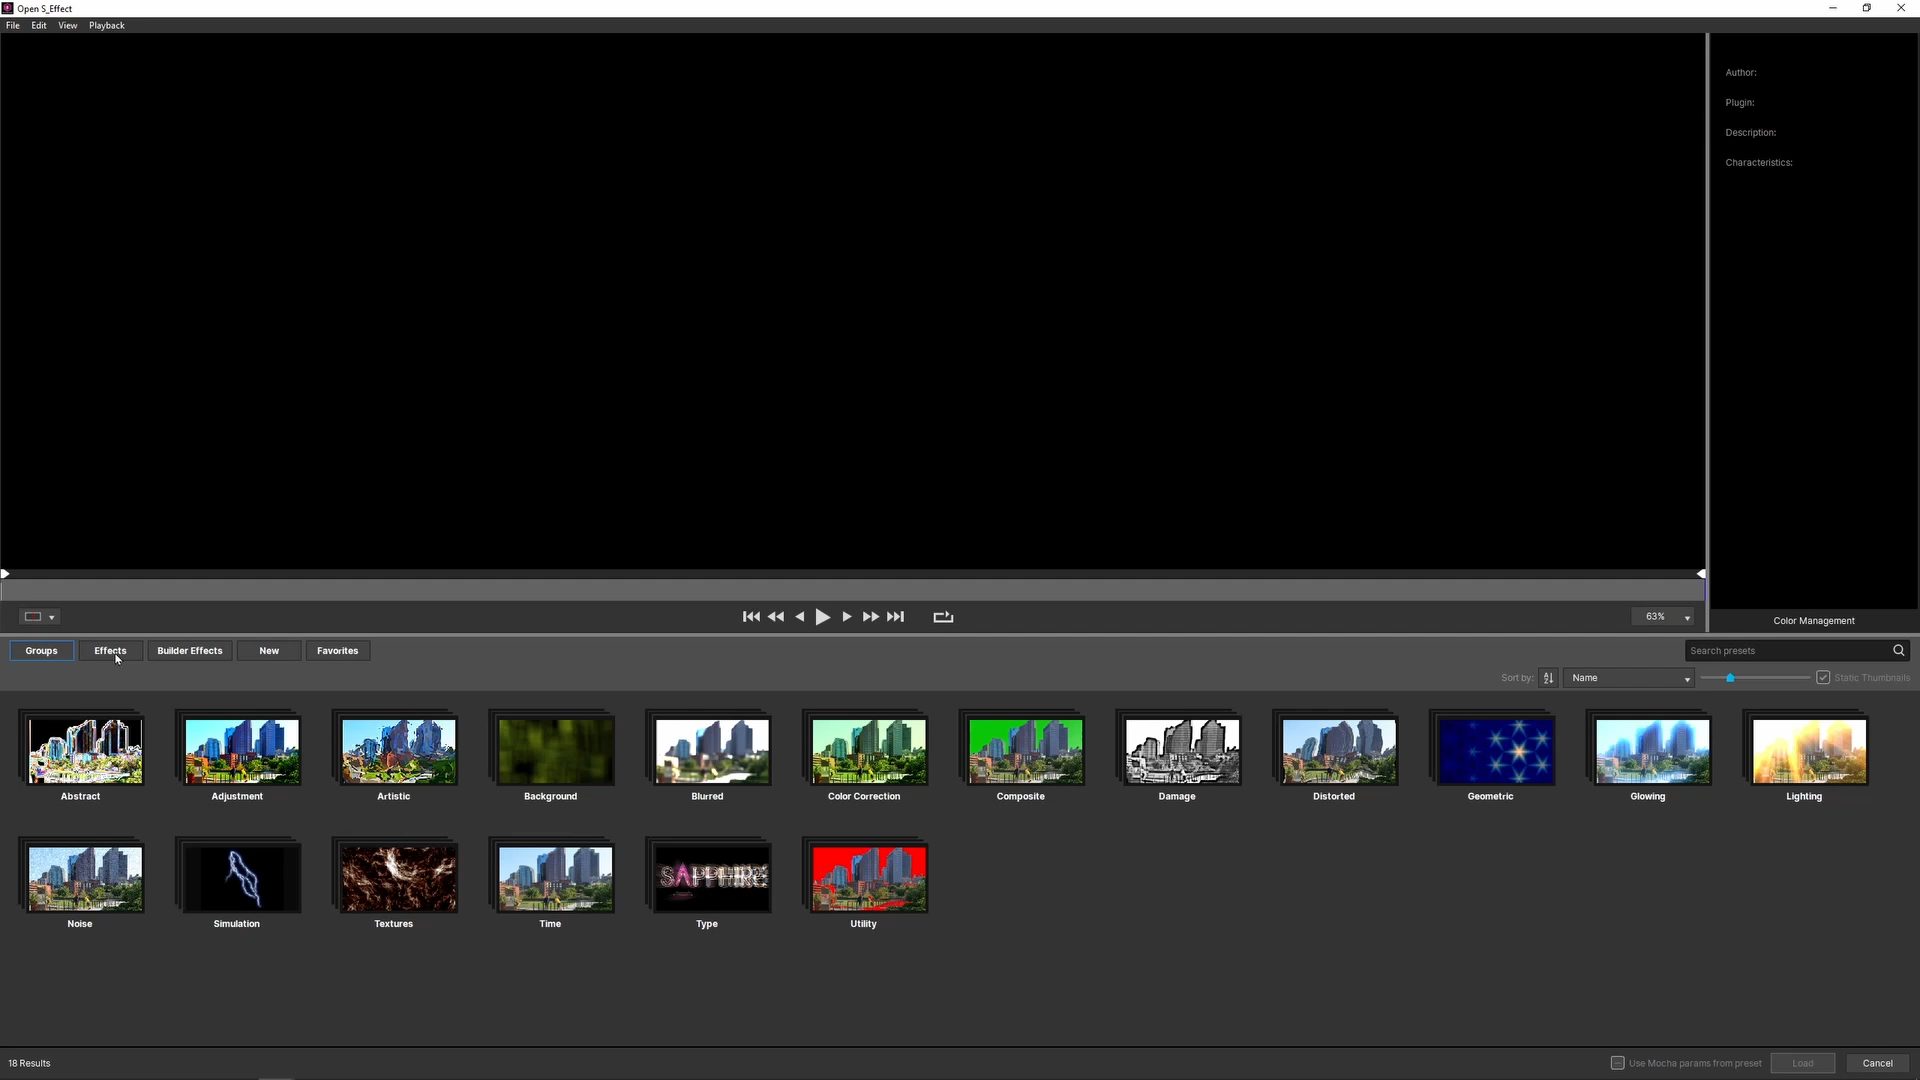 Open S_Effect
File Edit View Playback
Author:
Plugin:
Description:
Characteristics:
63%
Color Management
Groups Effects Builder Effects New Favorites
Search presets
Sort by: Name Static Thumbnails
Abstract Adjustment Artistic Background Blurred Color Correction Composite Damage Distorted Geometric Glowing Lighting
SAPPHIRE
Noise Simulation Textures Time Type Utility
18 Results
Use Mocha params from preset Load Cancel